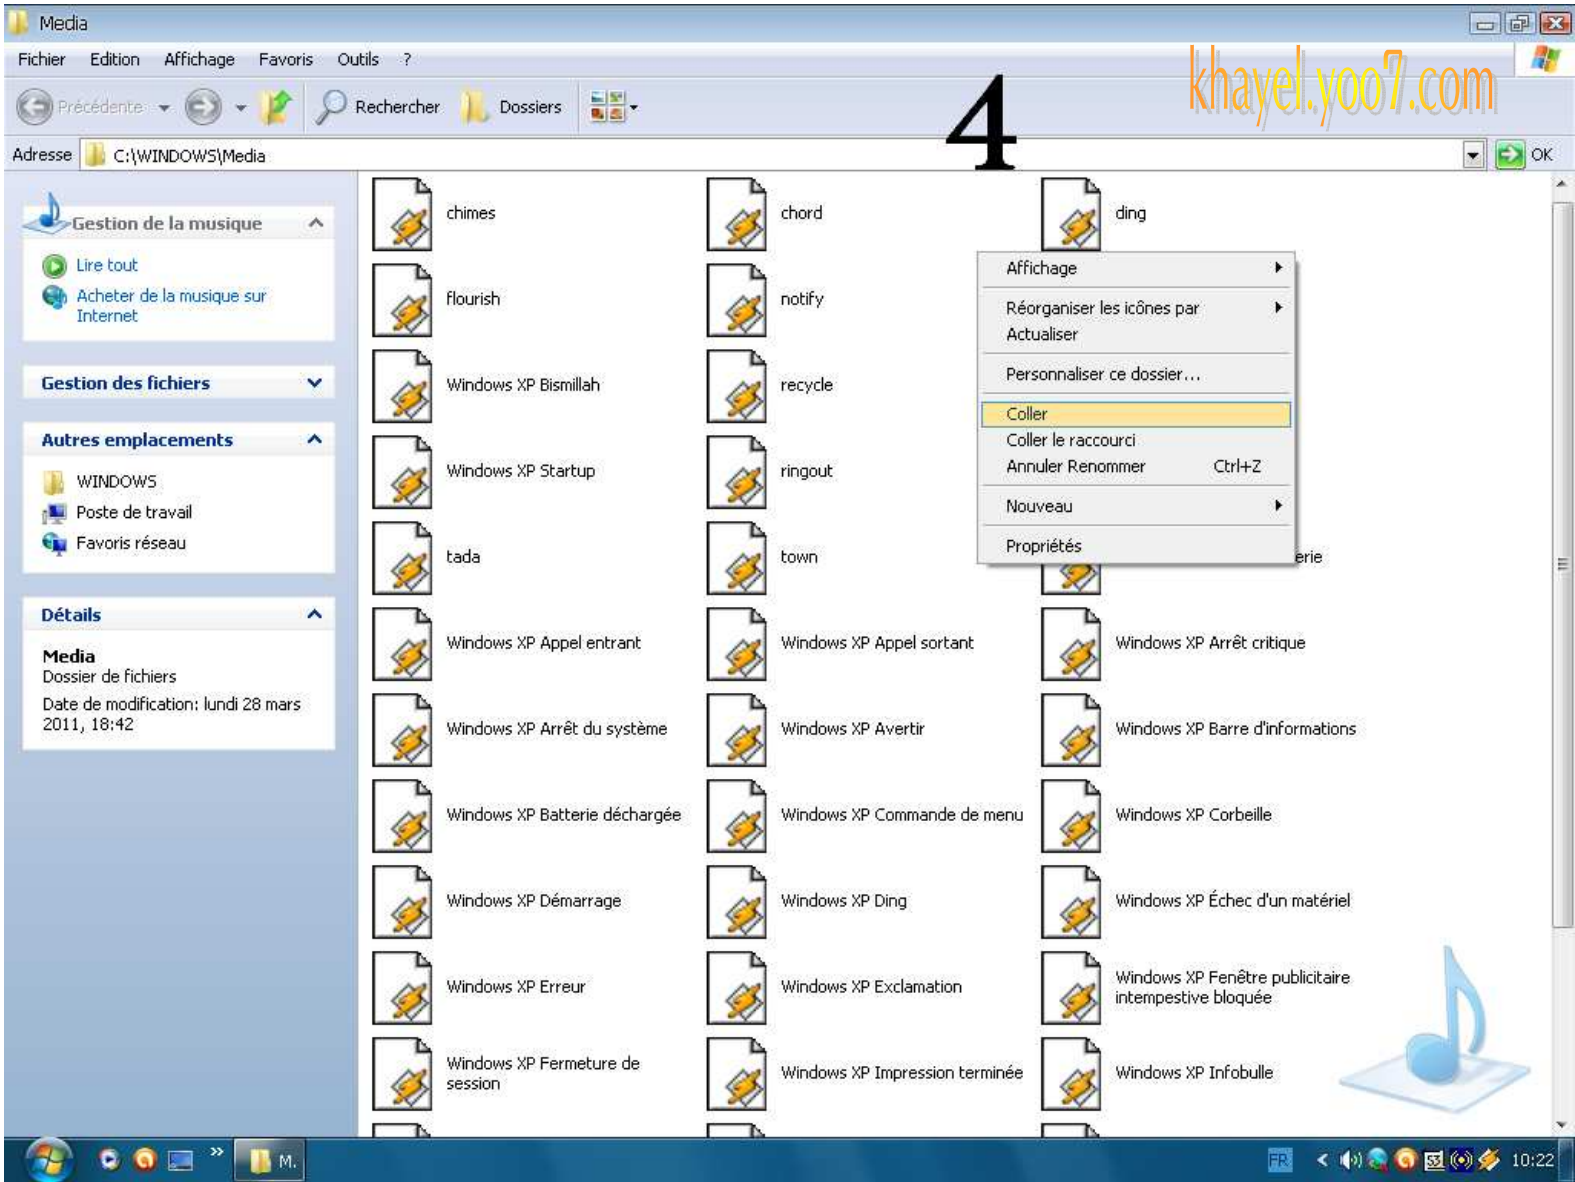 Media
Fichier Edition Affichage Favoris Outils ?
khayel.yoo7.com
Précédente Rechercher Dossiers
4
Adresse C:\WINDOWS\Media OK
Gestion de la musique
Lire tout
Acheter de la musique sur
Internet
Gestion des fichiers
Autres emplacements
WINDOWS
Poste de travail
Favoris réseau
Détails
Media
Dossier de fichiers
Date de modification: lundi 28 mars
2011, 18:42
chimes chord ding
flourish notify
Windows XP Bismillah recycle
Windows XP Startup ringout
tada town erie
Windows XP Appel entrant Windows XP Appel sortant Windows XP Arrêt critique
Windows XP Arrêt du système Windows XP Avertir Windows XP Barre d'informations
Windows XP Batterie déchargée Windows XP Commande de menu Windows XP Corbeille
Windows XP Démarrage Windows XP Ding Windows XP Échec d'un matériel
Windows XP Erreur Windows XP Exclamation Windows XP Fenêtre publicitaire
intempestive bloquée
Windows XP Fermeture de
session Windows XP Impression terminée Windows XP Infobulle
Affichage
Réorganiser les icônes par
Actualiser
Personnaliser ce dossier...
Coller
Coller le raccourci
Annuler Renommer Ctrl+Z
Nouveau
Propriétés
M. FR S3 10:22